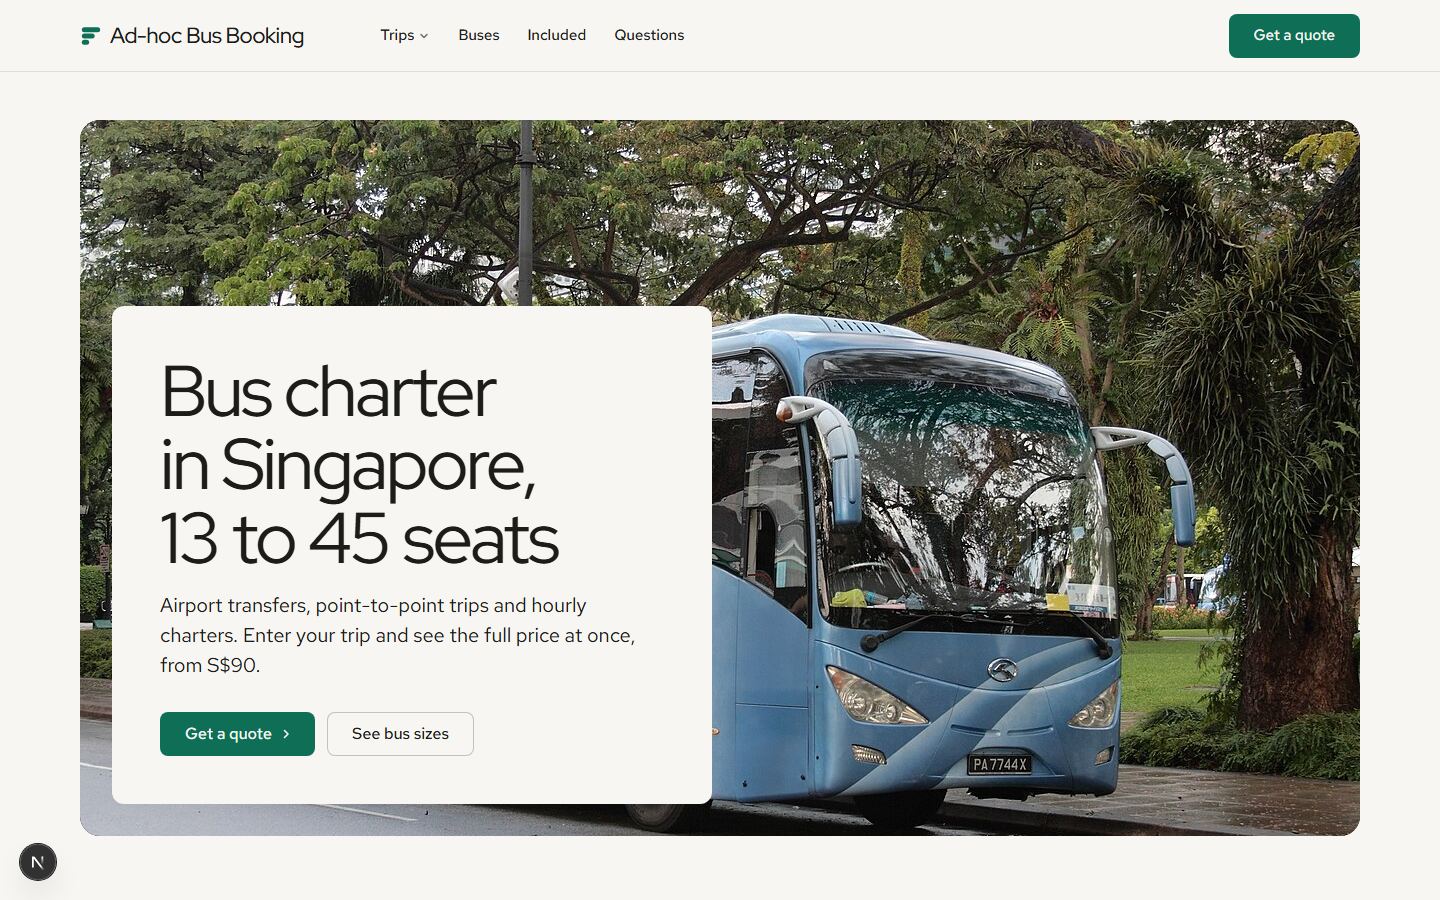 Ad-hoc Bus Booking
Trips
Buses
Included
Questions
Get a quote
Bus charter
in Singapore,
13 to 45 seats
Airport transfers, point-to-point trips and hourly
charters. Enter your trip and see the full price at once,
from S$90.
Get a quote
See bus sizes
PA7744X
N